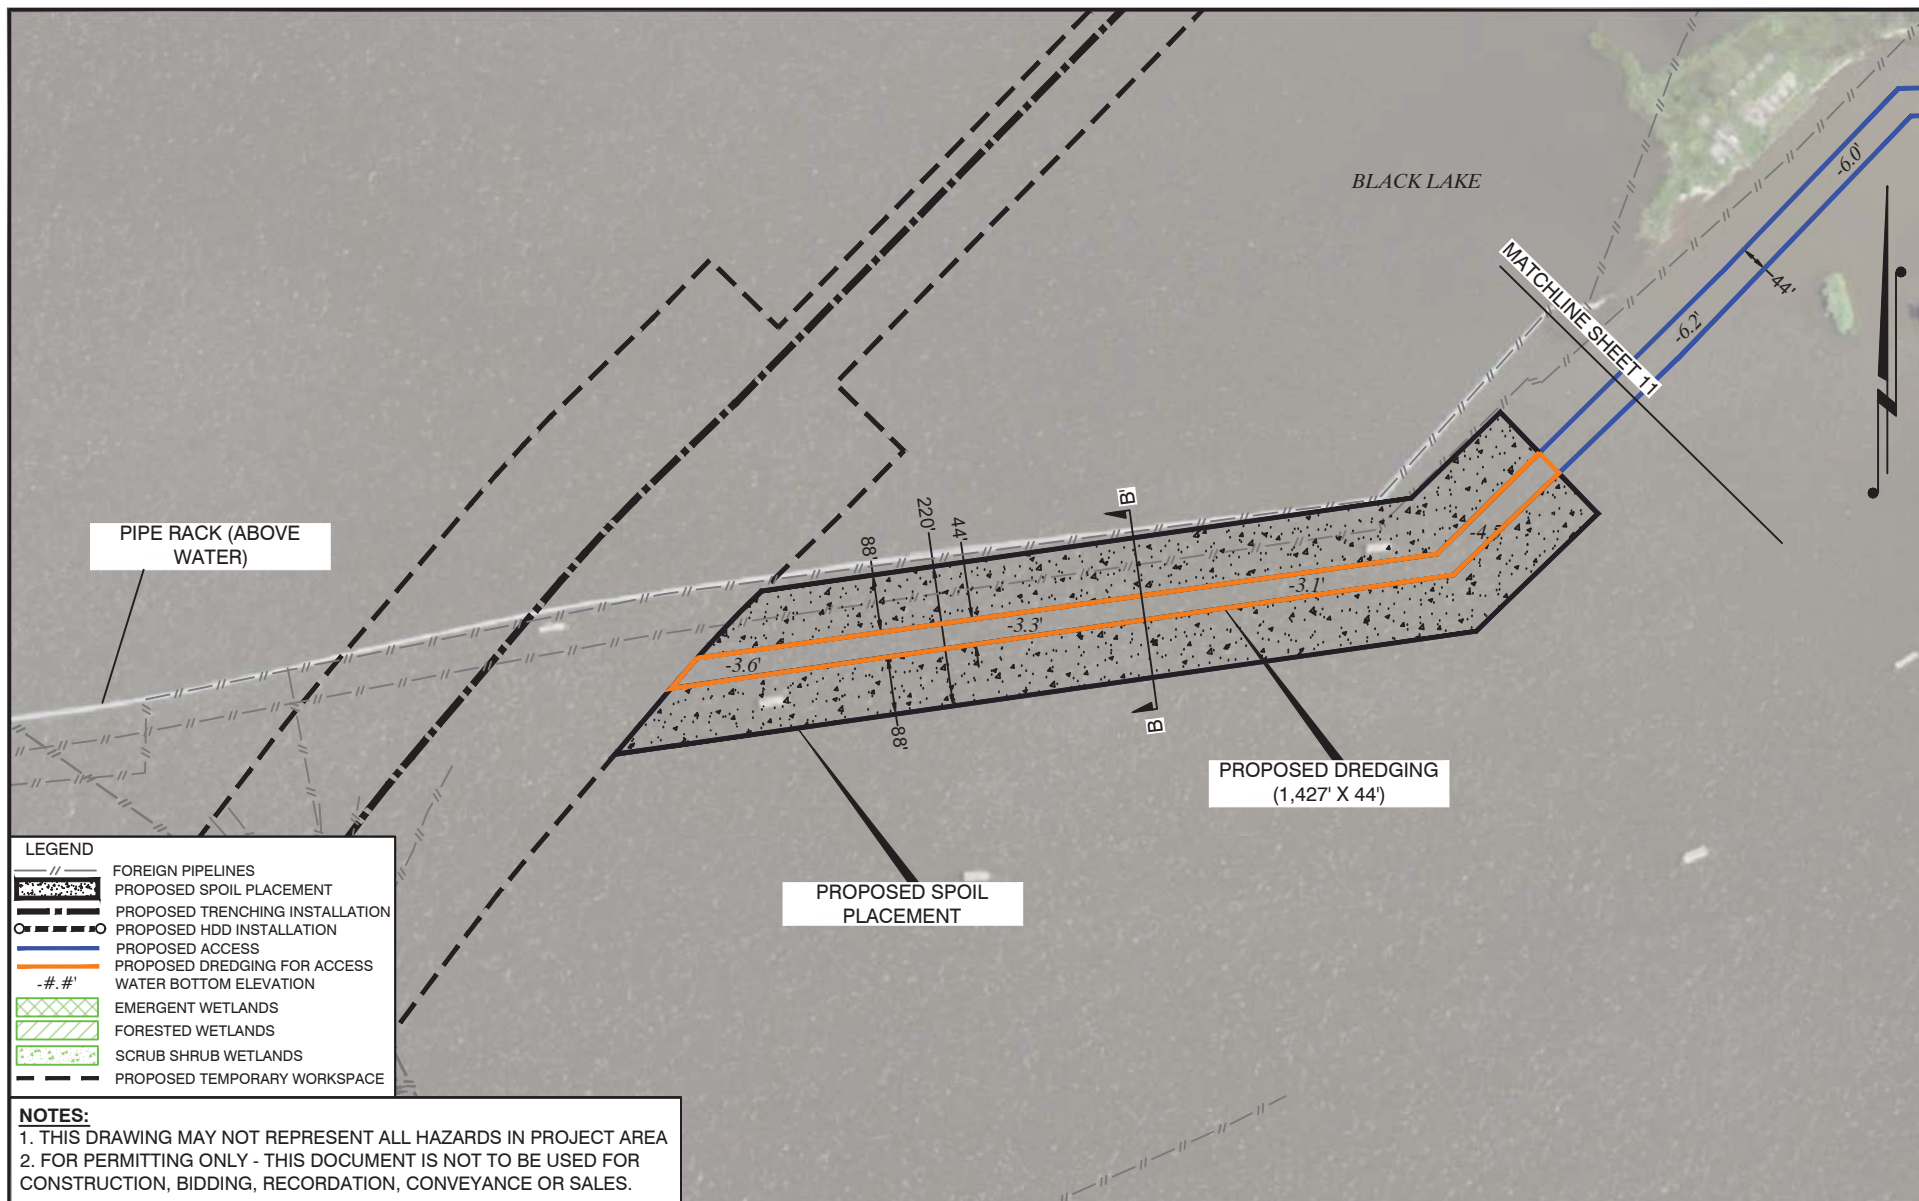 BLACK LAKE
-6.0'
44'
-6.2'
MATCHLINE SHEET 11
PIPE RACK (ABOVE
WATER)
B'
220'
44'
88'
-4.
-3.1'
-3.3'
-3.6'
88'
B
PROPOSED DREDGING
(1,427' X 44')
PROPOSED SPOIL
PLACEMENT
LEGEND
FOREIGN PIPELINES
PROPOSED SPOIL PLACEMENT
PROPOSED TRENCHING INSTALLATION
PROPOSED HDD INSTALLATION
PROPOSED ACCESS
PROPOSED DREDGING FOR ACCESS
-#.#' WATER BOTTOM ELEVATION
EMERGENT WETLANDS
FORESTED WETLANDS
SCRUB SHRUB WETLANDS
PROPOSED TEMPORARY WORKSPACE
NOTES:
1. THIS DRAWING MAY NOT REPRESENT ALL HAZARDS IN PROJECT AREA
2. FOR PERMITTING ONLY - THIS DOCUMENT IS NOT TO BE USED FOR
CONSTRUCTION, BIDDING, RECORDATION, CONVEYANCE OR SALES.